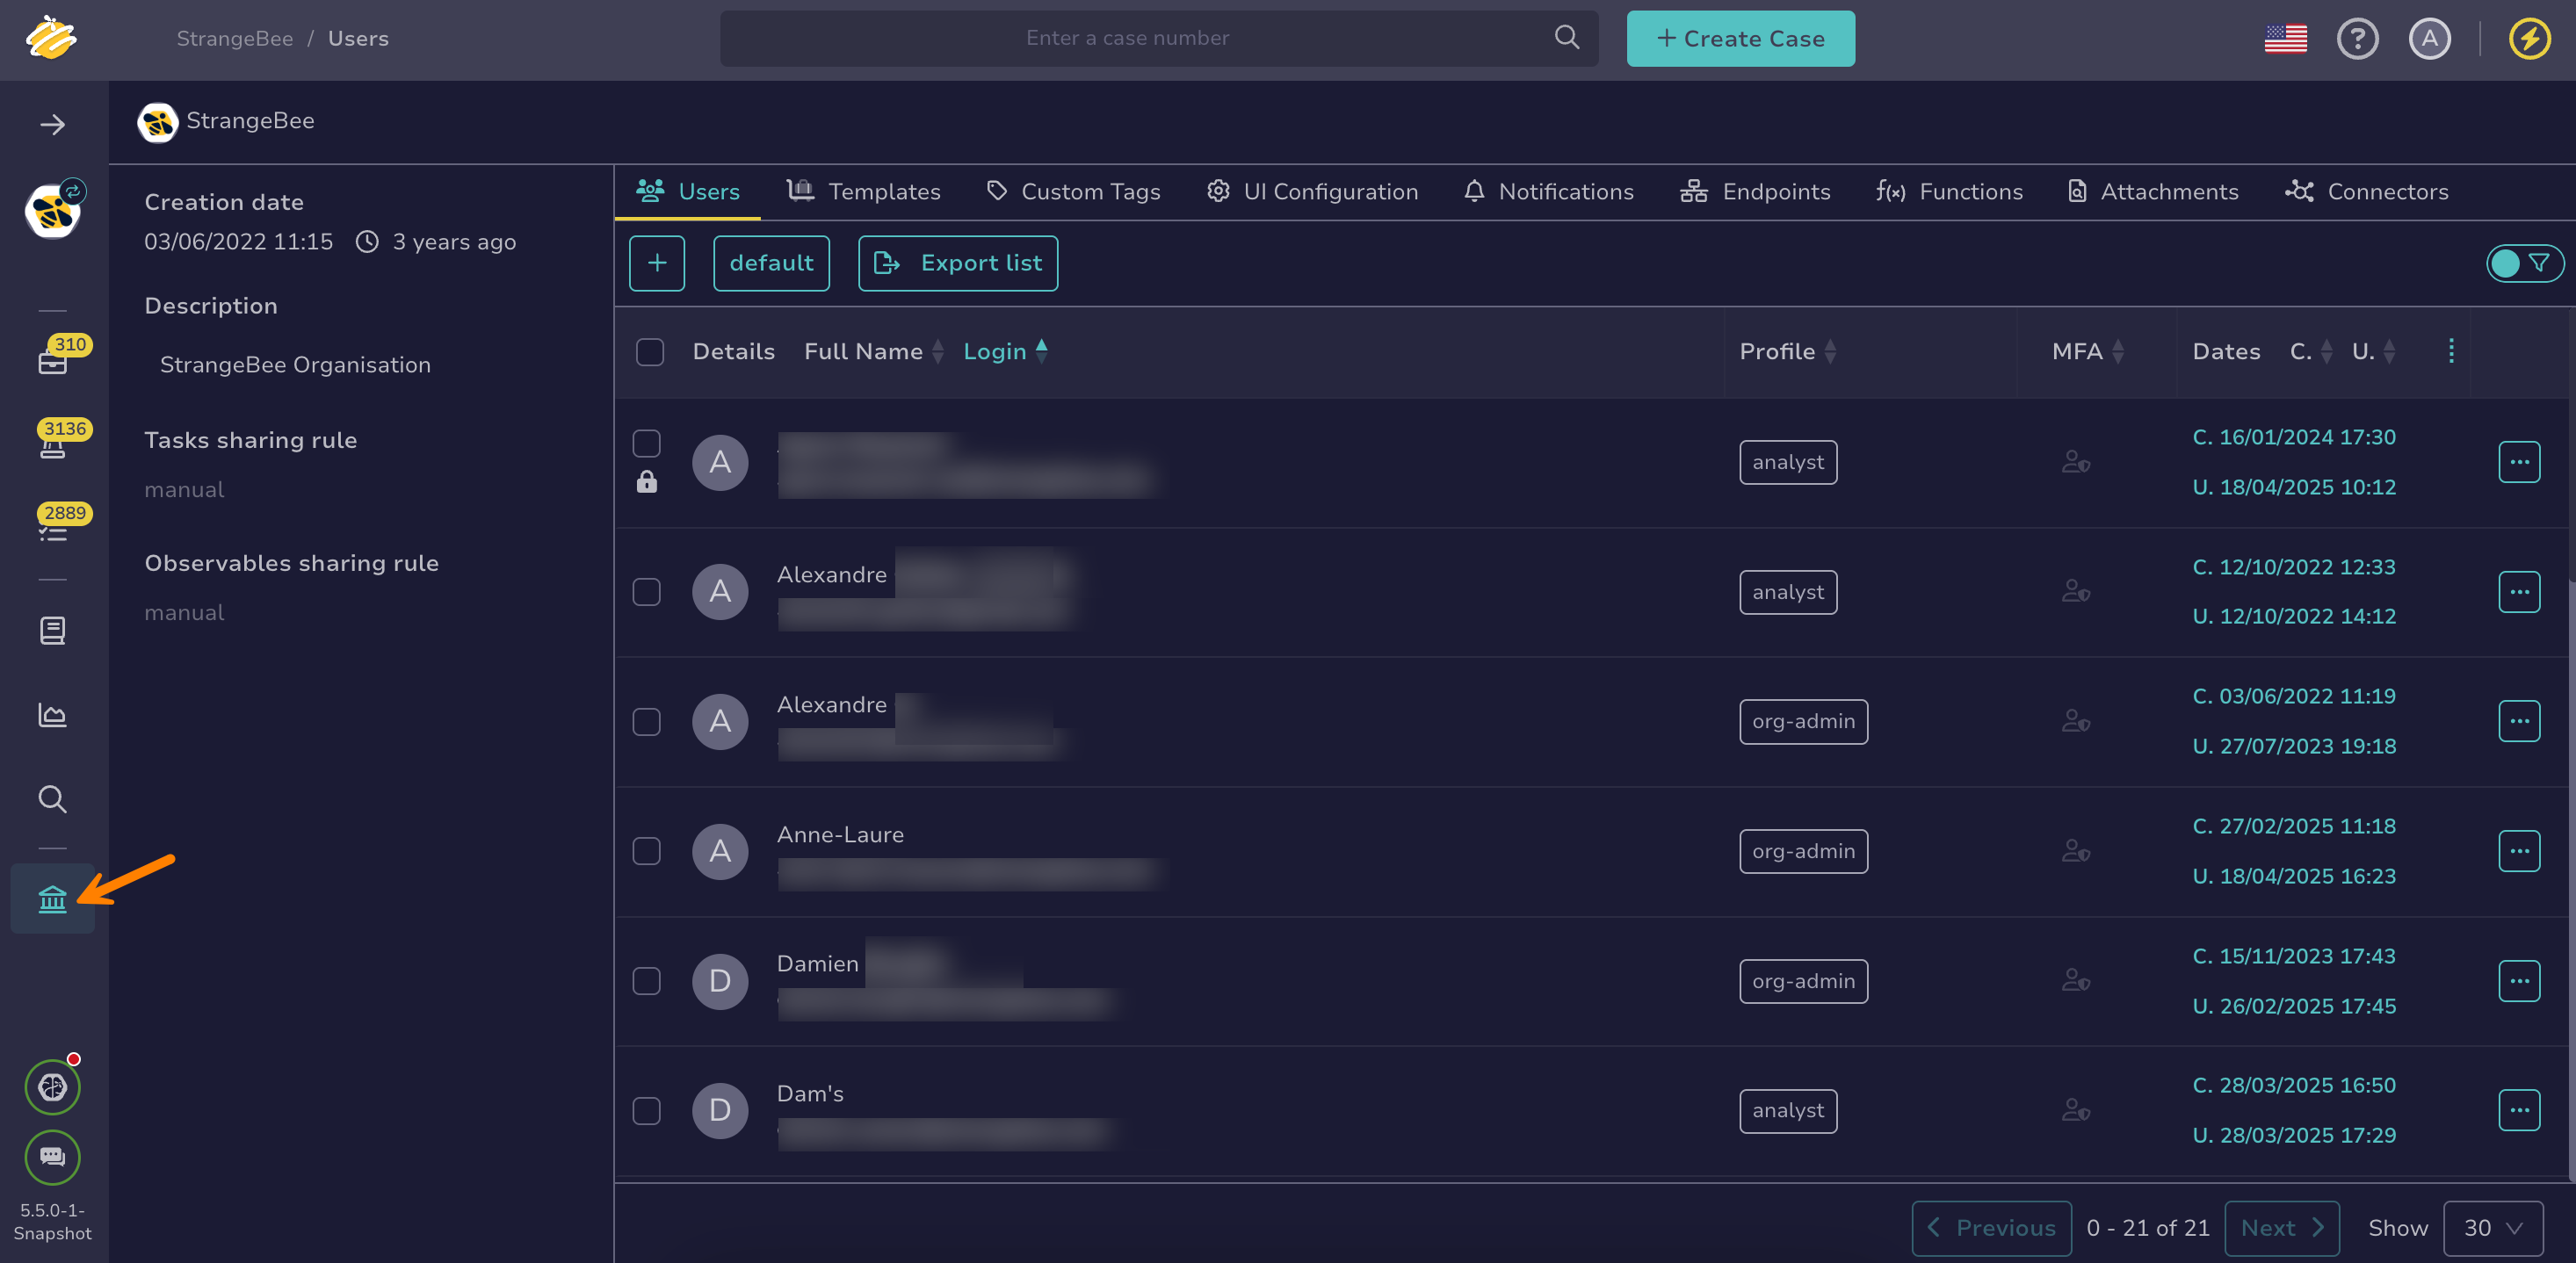 StrangeBee / Users
Enter a case number
+ Create Case
?
A
StrangeBee
Creation date
03/06/2022 11:15 3 years ago
Description
StrangeBee Organisation
Tasks sharing rule
manual
Observables sharing rule
manual
310
3136
2889
5.5.0-1-
Snapshot
Users Templates Custom Tags UI Configuration Notifications Endpoints f(x) Functions Attachments Connectors
+ default Export list
Details Full Name Login Profile MFA Dates C. U.
A analyst C. 16/01/2024 17:30
U. 18/04/2025 10:12
A Alexandre analyst C. 12/10/2022 12:33
U. 12/10/2022 14:12
A Alexandre org-admin C. 03/06/2022 11:19
U. 27/07/2023 19:18
A Anne-Laure org-admin C. 27/02/2025 11:18
U. 18/04/2025 16:23
D Damien org-admin C. 15/11/2023 17:43
U. 26/02/2025 17:45
D Dam's analyst C. 28/03/2025 16:50
U. 28/03/2025 17:29
Previous 0 - 21 of 21 Next Show 30